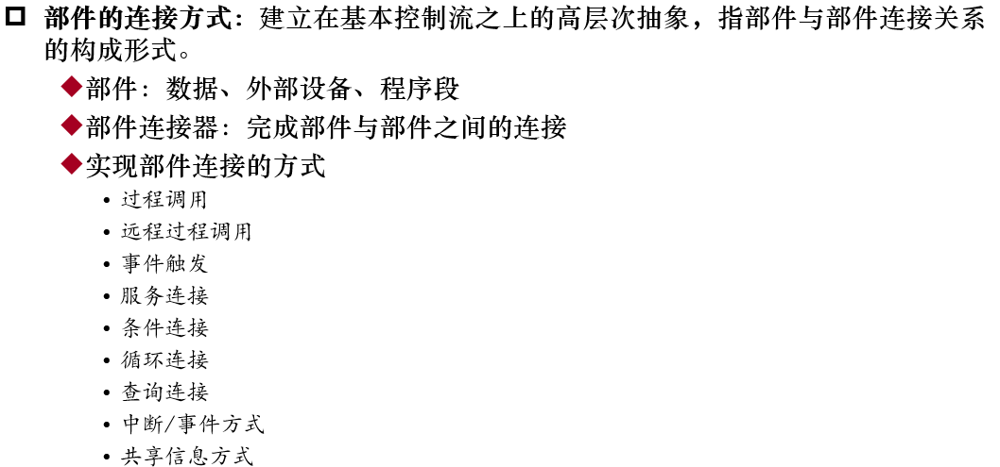 部件的连接方式：建立在基本控制流之上的高层次抽象，指部件与部件连接关系
的构成形式。
部件：数据、外部设备、程序段
部件连接器：完成部件与部件之间的连接
实现部件连接的方式
• 过程调用
• 远程过程调用
• 事件触发
• 服务连接
• 条件连接
• 循环连接
• 查询连接
• 中断/事件方式
• 共享信息方式